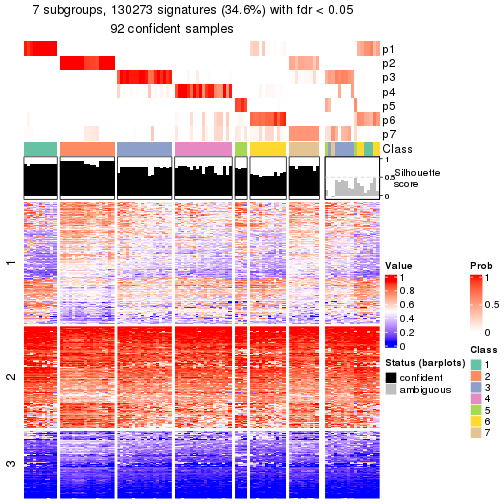 7 subgroups, 130273 signatures (34.6%) with fdr < 0.05
92 confident samples
p1
p2
p3
p4
p5
p6
p7
Class
1
0.5
0
Silhouette
score
1
2
3
Value
1
0.8
0.6
0.4
0.2
0
Status (barplots)
confident
ambiguous
Prob
1
0.5
0
Class
1
2
3
4
5
6
7